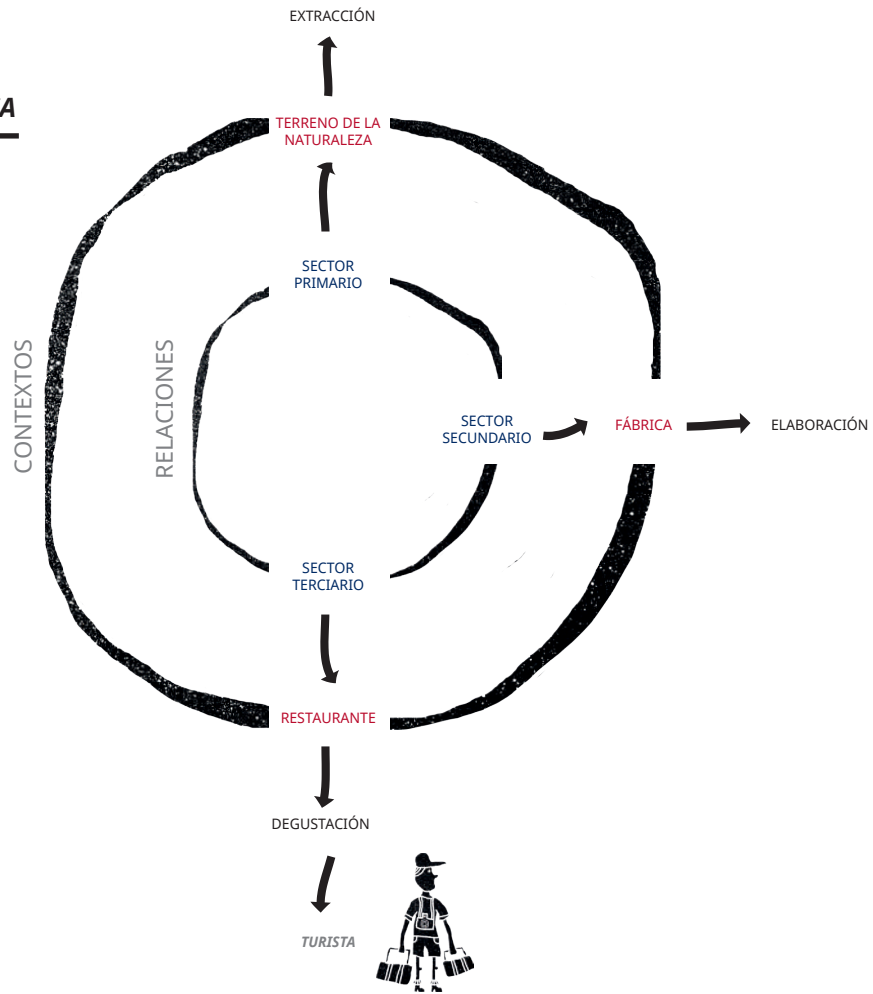 EXTRACCIÓN
TERRENO DE LA
NATURALEZA
SECTOR
PRIMARIO
CONTEXTOS
RELACIONES
SECTOR
SECUNDARIO
FÁBRICA
ELABORACIÓN
SECTOR
TERCIARIO
RESTAURANTE
DEGUSTACIÓN
TURISTA